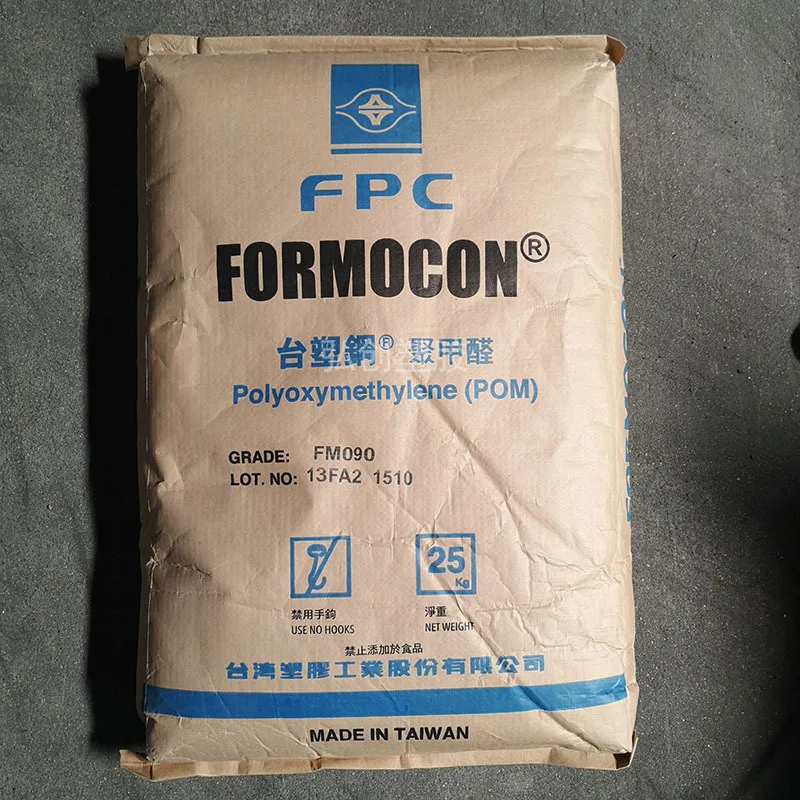 FPC
FORMOCON®
台塑鋼® 聚甲醛
Polyoxymethylene (POM)
GRADE: FM090
LOT. NO: 13FA2 1510
25
Kg
禁用手鉤
USE NO HOOKS
淨重
NET WEIGHT
禁止添加於食品
台灣塑膠工業股份有限公司
MADE IN TAIWAN